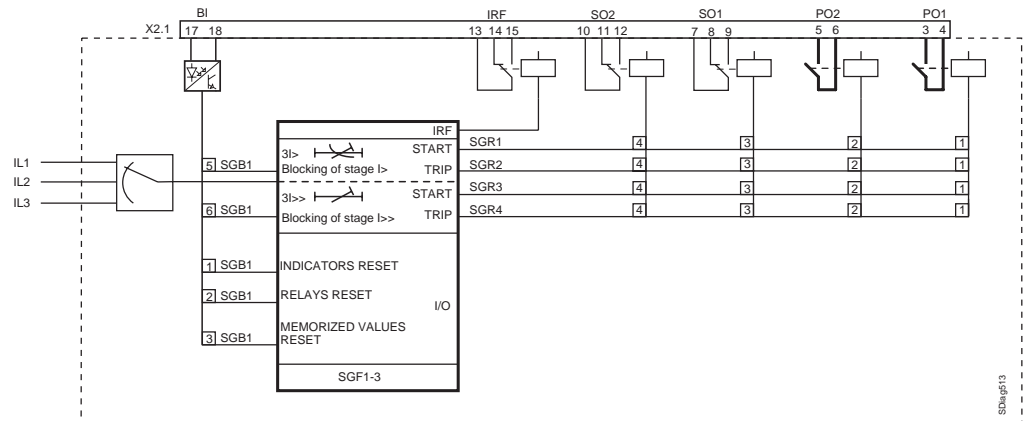 BI IRF SO2 SO1 PO2 PO1
X2.1 17 18 13 14 15 10 11 12 7 8 9 5 6 3 4
IRF
3I> START SGR1 4 3 2 1
IL1 5 SGB1 Blocking of stage I> TRIP SGR2 4 3 2 1
IL2
3I>> START SGR3 4 3 2 1
IL3 6 SGB1 Blocking of stage I>> TRIP SGR4 4 3 2 1
1 SGB1 INDICATORS RESET
2 SGB1 RELAYS RESET
I/O
3 SGB1 MEMORIZED VALUES
RESET
SGF1-3
SDiag513